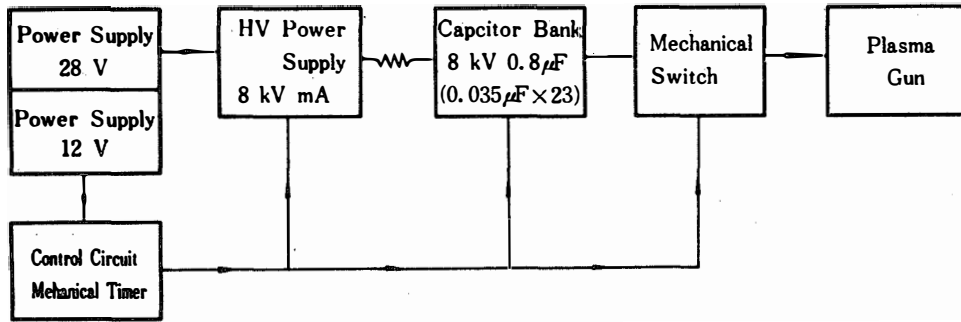 Power Supply
28 V
Power Supply
12 V
HV Power
Supply
8 kV mA
Capcitor Bank
8 kV 0.8μF
(0.035μF×23)
Mechanical
Switch
Plasma
Gun
Control Circuit
Mehanical Timer